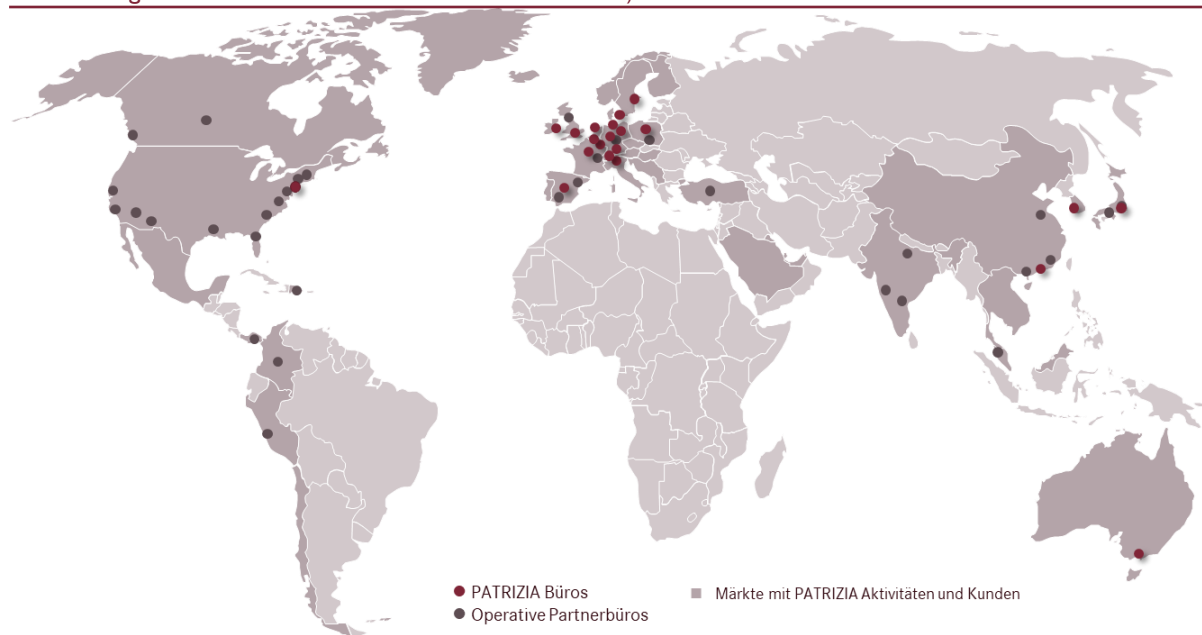 PATRIZIA Büros
Operative Partnerbüros
Märkte mit PATRIZIA Aktivitäten und Kunden